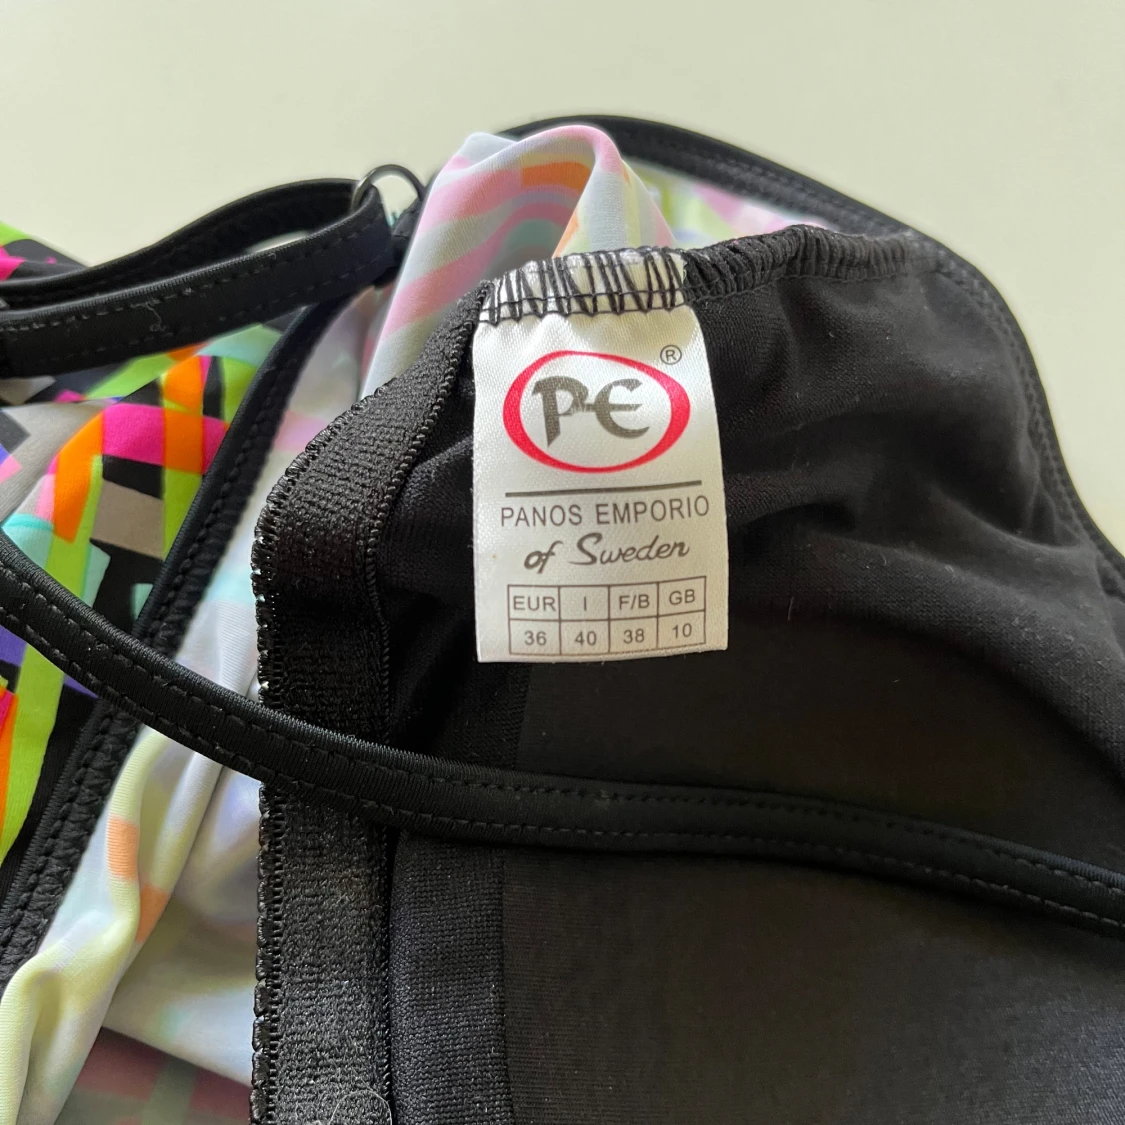 ®
PE
PANOS EMPORIO
of Sweden
EUR I F/B GB
36 40 38 10